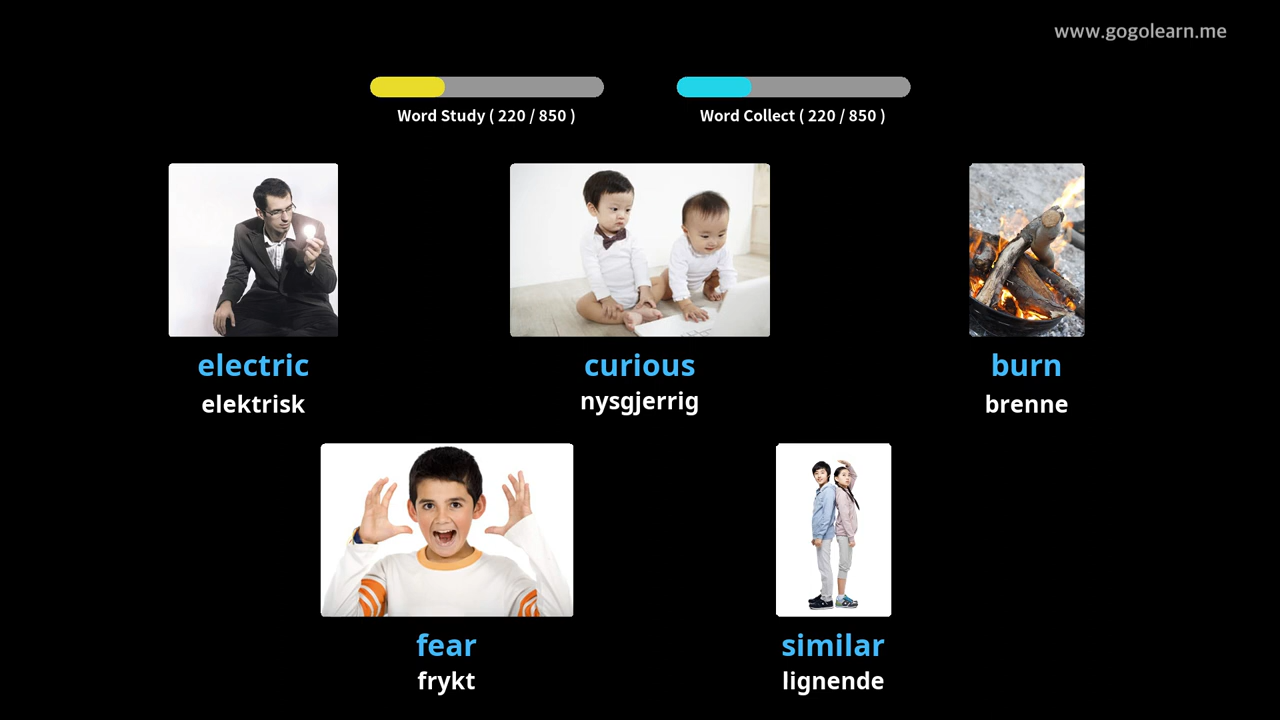 www.gogolearn.me
Word Study ( 220 / 850 )
Word Collect ( 220 / 850 )
electric
elektrisk
curious
nysgjerrig
burn
brenne
fear
frykt
similar
lignende